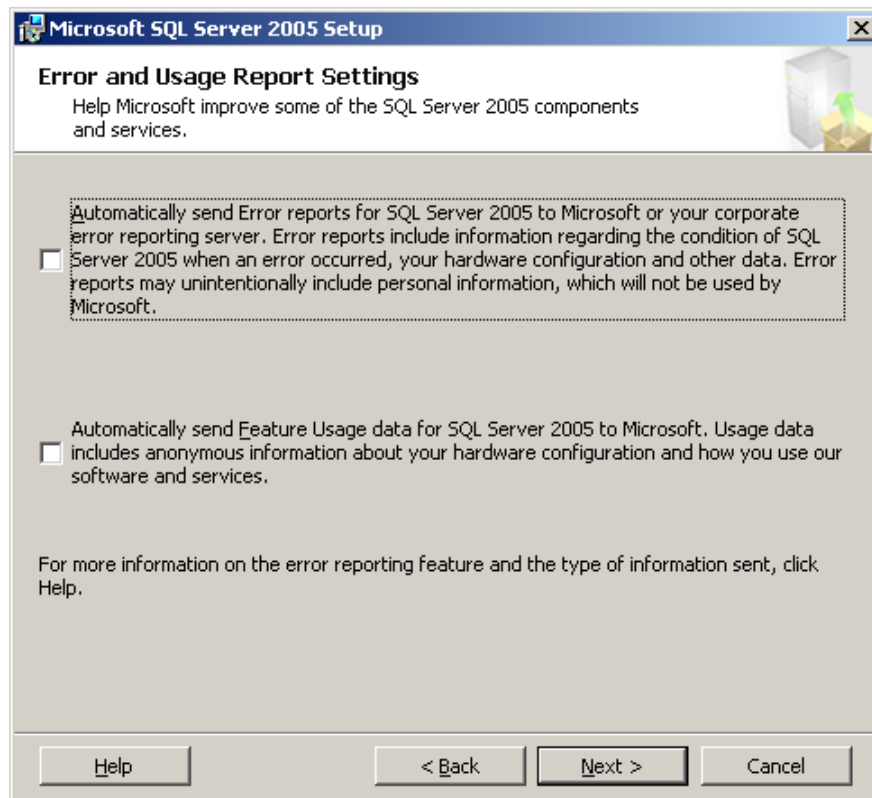 Microsoft SQL Server 2005 Setup
Error and Usage Report Settings
Help Microsoft improve some of the SQL Server 2005 components
and services.
Automatically send Error reports for SQL Server 2005 to Microsoft or your corporate
error reporting server. Error reports include information regarding the condition of SQL
Server 2005 when an error occurred, your hardware configuration and other data. Error
reports may unintentionally include personal information, which will not be used by
Microsoft.
Automatically send Feature Usage data for SQL Server 2005 to Microsoft. Usage data
includes anonymous information about your hardware configuration and how you use our
software and services.
For more information on the error reporting feature and the type of information sent, click
Help.
Help
< Back
Next >
Cancel